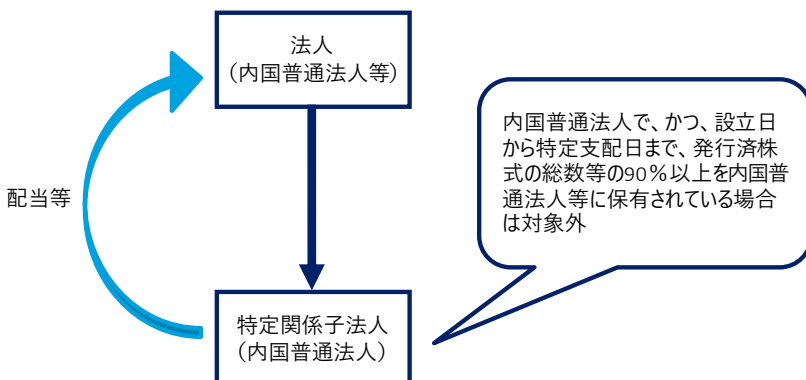 法人
（内国普通法人等）
内国普通法人で、かつ、設立日
から特定支配日まで、発行済株
式の総数等の90％以上を内国普
通法人等に保有されている場合
は対象外
配当等
特定関係子法人
（内国普通法人）